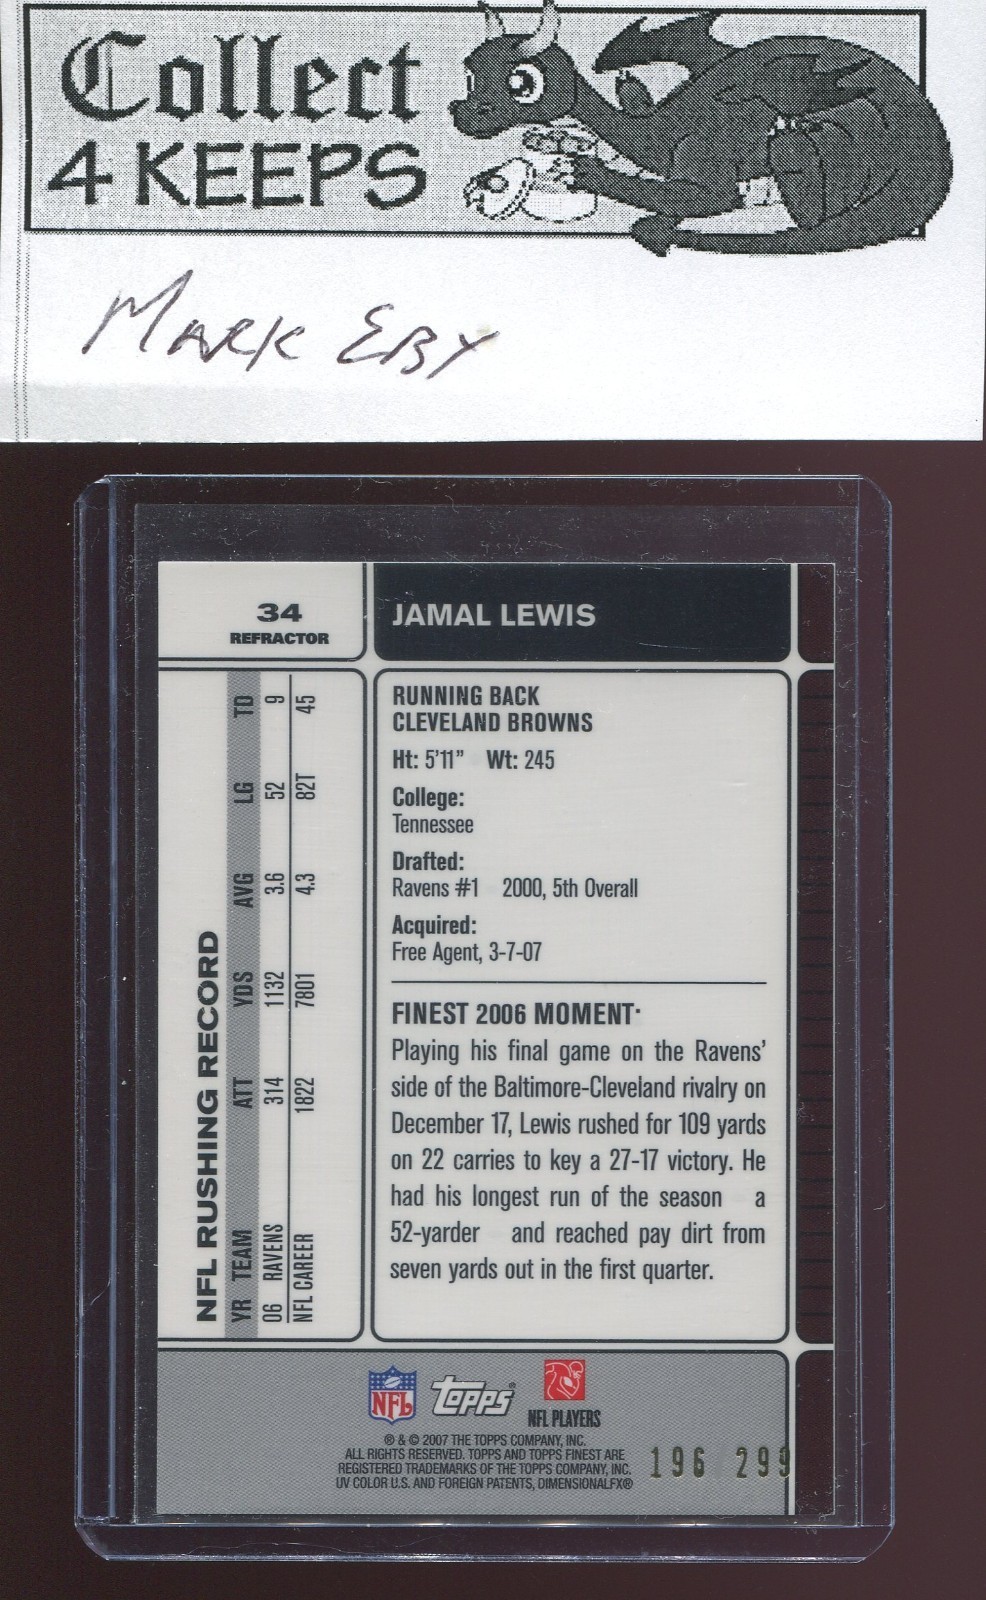 Collect
4 KEEPS
Mark Eby
34
REFRACTOR
JAMAL LEWIS
NFL RUSHING RECORD
YR TEAM ATT YDS AVG LG TD
06 RAVENS 314 1132 3.6 52 9
NFL CAREER 1822 7801 4.3 82T 45
RUNNING BACK
CLEVELAND BROWNS
Ht: 5'11" Wt: 245
College:
Tennessee
Drafted:
Ravens #1 2000, 5th Overall
Acquired:
Free Agent, 3-7-07
FINEST 2006 MOMENT·
Playing his final game on the Ravens'
side of the Baltimore-Cleveland rivalry on
December 17, Lewis rushed for 109 yards
on 22 carries to key a 27-17 victory. He
had his longest run of the season a
52-yarder and reached pay dirt from
seven yards out in the first quarter.
NFL
topps®
NFL PLAYERS
® & © 2007 THE TOPPS COMPANY, INC.
ALL RIGHTS RESERVED. TOPPS AND TOPPS FINEST ARE
REGISTERED TRADEMARKS OF THE TOPPS COMPANY, INC.
UV COLOR U.S. AND FOREIGN PATENTS, DIMENSIONALFX®
196 299